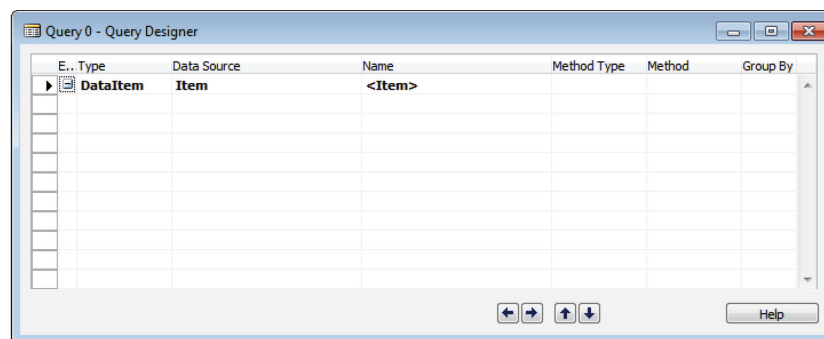 Query 0 - Query Designer
E.. Type Data Source Name Method Type Method Group By
DataItem Item <Item>
Help